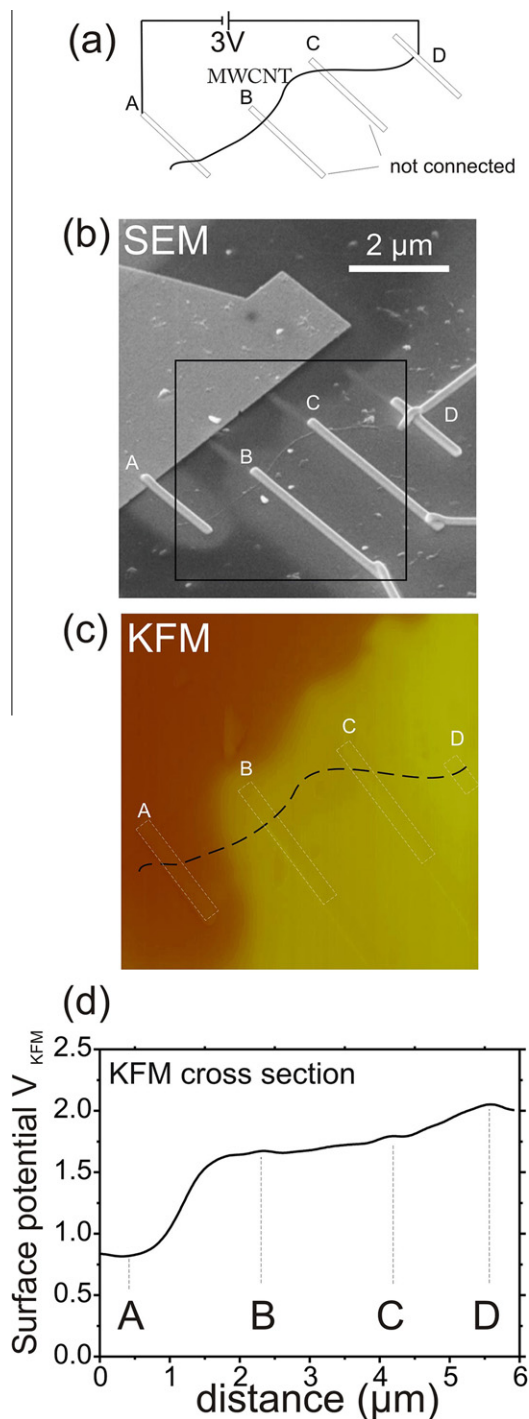 (a)
3V
MWCNT
A
B
C
D
not connected
(b)
SEM
2 µm
A
B
C
D
(c)
KFM
A
B
C
D
(d)
Surface potential V KFM
2.5
2.0
1.5
1.0
0.5
0.0
KFM cross section
A
B
C
D
0 1 2 3 4 5 6
distance (µm)